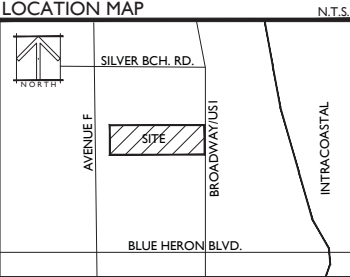 LOCATION MAP
N.T.S.
NORTH
SILVER BCH. RD.
AVENUE F
SITE
BROADWAY/US1
INTRACOASTAL
BLUE HERON BLVD.